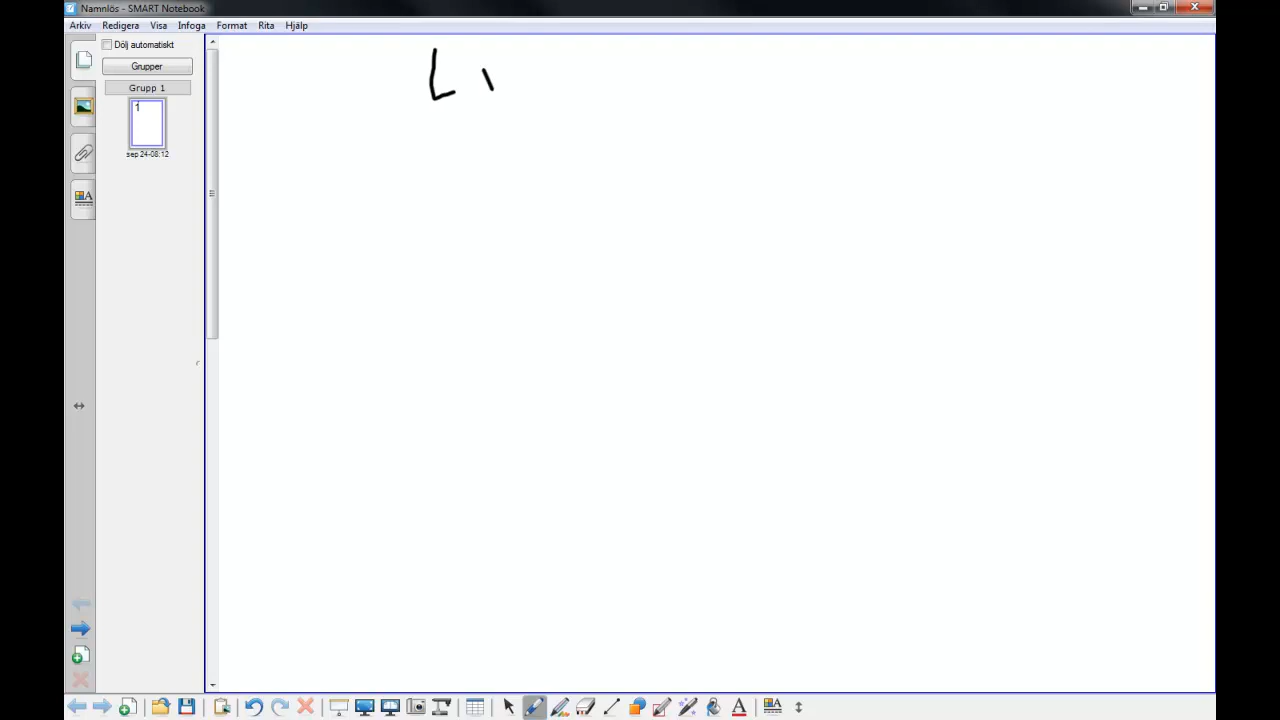 Namnlös - SMART Notebook
Arkiv Redigera Visa Infoga Format Rita Hjälp
Dölj automatiskt
Grupper
Grupp 1
1
sep 24-08:12
L